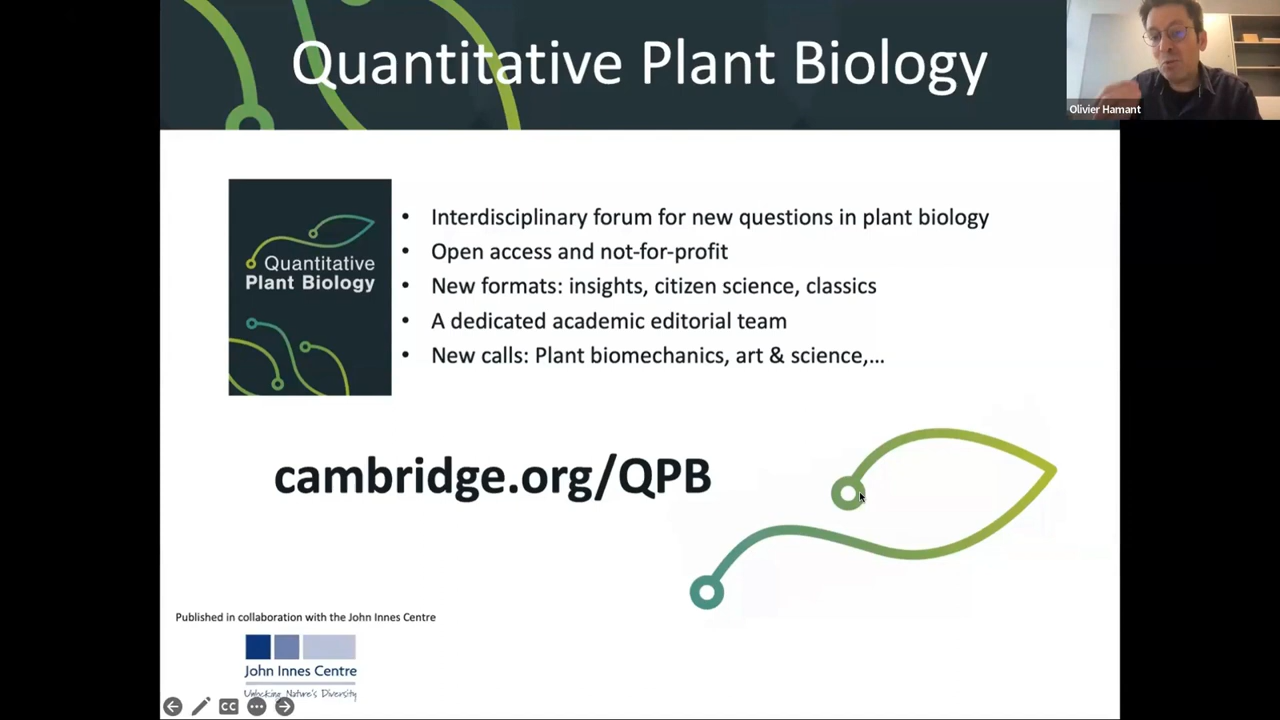 Quantitative Plant Biology
Olivier Hamant
Quantitative
Plant Biology
• Interdisciplinary forum for new questions in plant biology
• Open access and not-for-profit
• New formats: insights, citizen science, classics
• A dedicated academic editorial team
• New calls: Plant biomechanics, art & science,...
cambridge.org/QPB
Published in collaboration with the John Innes Centre
John Innes Centre
Unlocking Nature's Diversity
CC